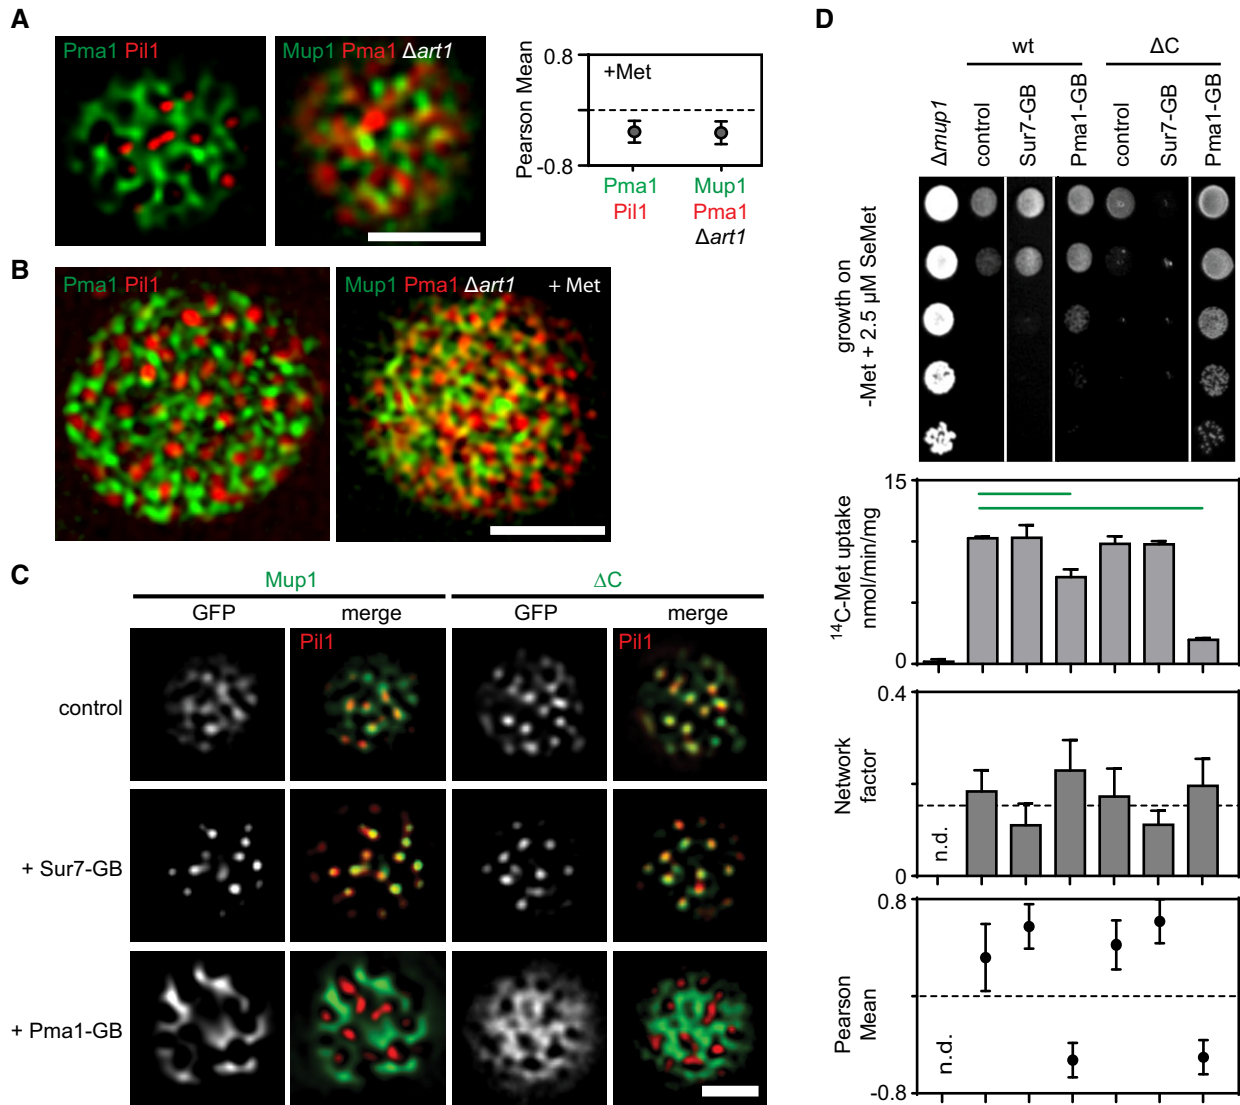 A
Pma1 Pil1
Mup1 Pma1 Δart1
Pearson Mean
0.8
-0.8
+Met
Pma1
Pil1
Mup1
Pma1
Δart1
B
Pma1 Pil1
Mup1 Pma1 Δart1 + Met
C
Mup1
ΔC
GFP
merge
GFP
merge
Pil1
Pil1
control
+ Sur7-GB
+ Pma1-GB
D
wt
ΔC
Δmup1
control
Sur7-GB
Pma1-GB
control
Sur7-GB
Pma1-GB
growth on
-Met + 2.5 µM SeMet
15
0
¹⁴C-Met uptake
nmol/min/mg
0.4
0
Network
factor
n.d.
0.8
-0.8
Pearson
Mean
n.d.